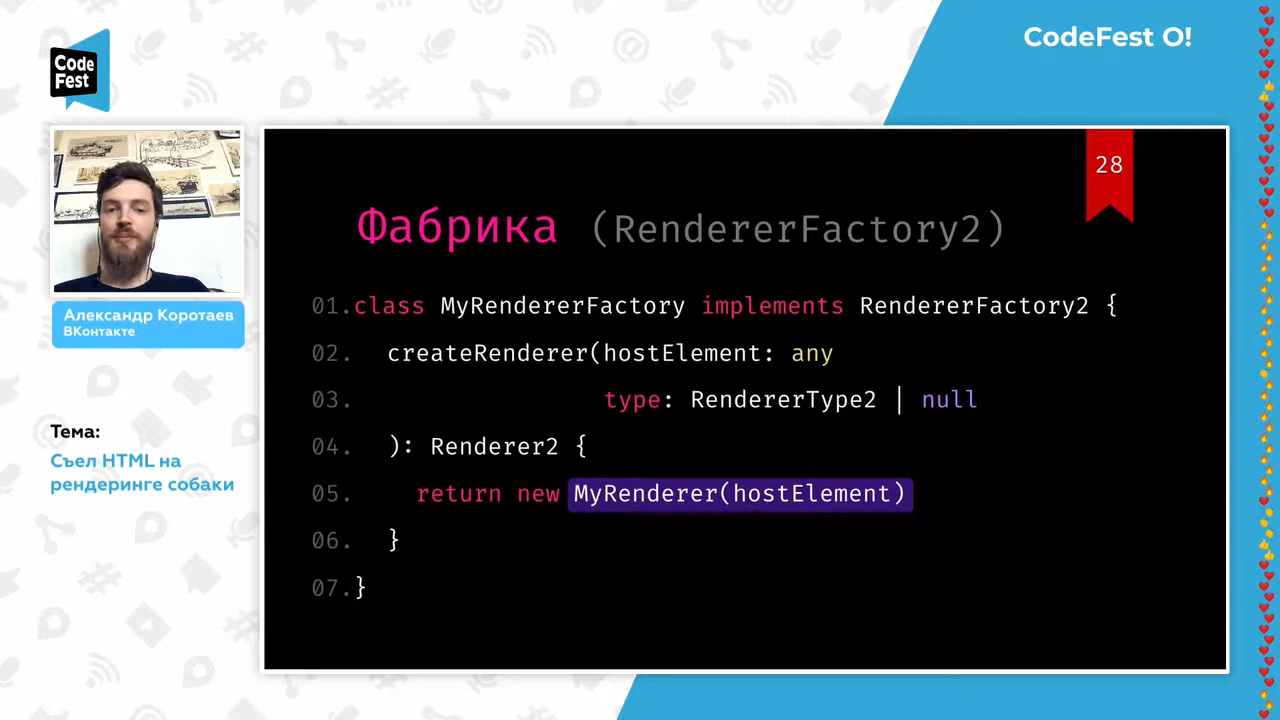 CodeFest O!
Code
Fest
28
Фабрика (RendererFactory2)
01.class MyRendererFactory implements RendererFactory2 {
02. createRenderer(hostElement: any
03. type: RendererType2 | null
04. ): Renderer2 {
05. return new MyRenderer(hostElement)
06. }
07.}
Александр Коротаев
ВКонтакте
Тема:
Съел HTML на
рендеринге собаки